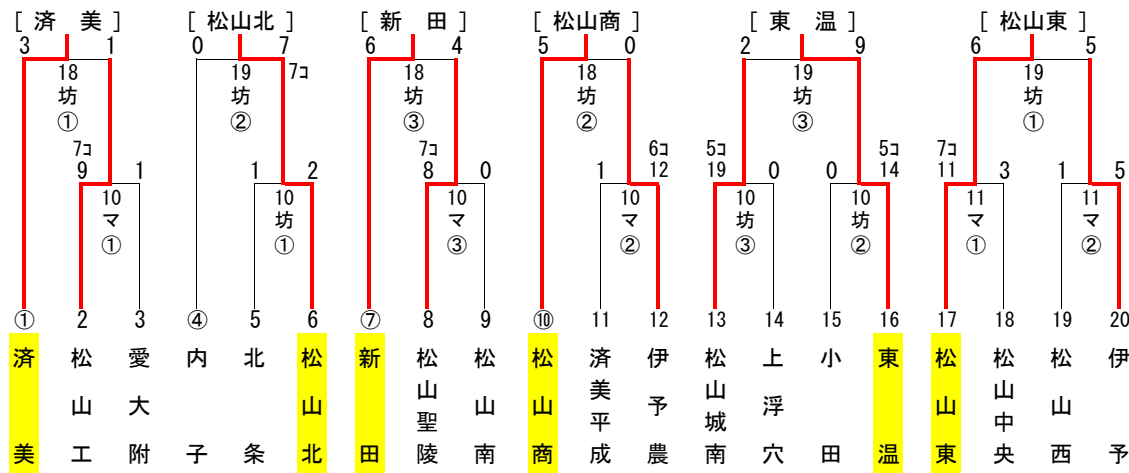 [ 済 美 ] [ 松山北 ] [ 新 田 ] [ 松山商 ] [ 東 温 ] [ 松山東 ]
3 1 0 7 6 4 5 0 2 9 6 5
18 19 7コ 18 18 19 19
坊 坊 坊 坊 坊 坊
① ② ③ ② ③ ①
7コ 7コ 6コ 5コ 5コ 7コ
9 1 1 2 8 0 1 12 19 0 0 14 11 3 1 5
10 10 10 10 10 10 11 11
マ 坊 マ マ 坊 坊 マ マ
① ① ③ ② ③ ② ① ②
① 2 3 ④ 5 6 ⑦ 8 9 ⑩ 11 12 13 14 15 16 17 18 19 20
済美
松山工
愛大附
内子
北条
松山北
新田
松山聖陵
松山南
松山商
済美平成
伊予農
松山城南
上浮穴
小田
東温
松山東
松山中央
松山西
伊予